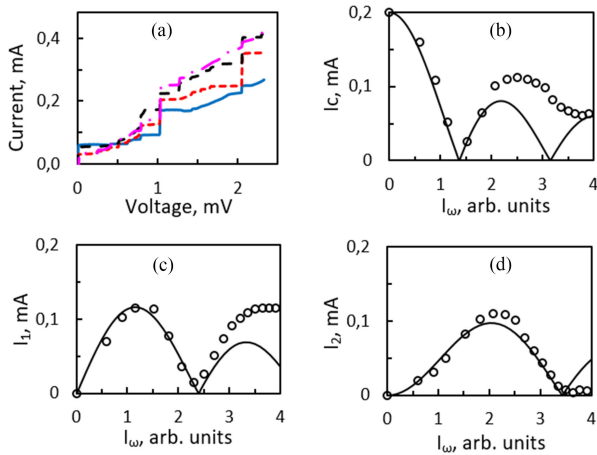 (a)
Current, mA
0,4
0,2
0,0
0
1
2
Voltage, mV
(b)
Ic, mA
0,2
0,1
0
0
1
2
3
4
Iω, arb. units
(c)
I1, mA
0,2
0,1
0
0
1
2
3
4
Iω, arb. units
(d)
I2, mA
0,2
0,1
0
0
1
2
3
4
Iω, arb. units